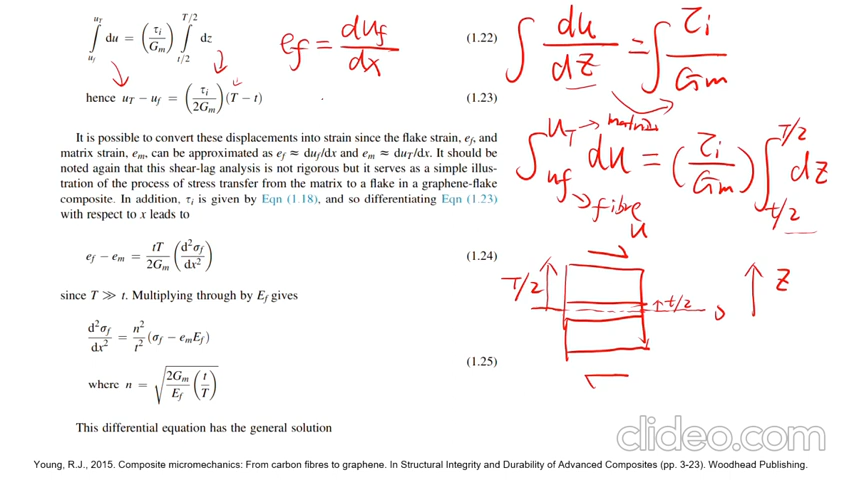 ∫_{u_f}^{u_T} du = (τ_i/G_m) ∫_{t/2}^{T/2} dz (1.22)
hence u_T − u_f = (τ_i/2G_m)(T − t) (1.23)
It is possible to convert these displacements into strain since the flake strain, e_f, and
matrix strain, e_m, can be approximated as e_f ≈ du_f/dx and e_m ≈ du_T/dx. It should be
noted again that this shear-lag analysis is not rigorous but it serves as a simple illus-
tration of the process of stress transfer from the matrix to a flake in a graphene-flake
composite. In addition, τ_i is given by Eqn (1.18), and so differentiating Eqn (1.23)
with respect to x leads to
e_f − e_m = tT/2G_m (d²σ_f/dx²) (1.24)
since T ≫ t. Multiplying through by E_f gives
d²σ_f/dx² = n²/t² (σ_f − e_m E_f) (1.25)
where n = √(2G_m/E_f (t/T))
This differential equation has the general solution
e_f = du_f/dx
∫ du/dz = ∫ τ_i/G_m
∫_{u_f}^{u_T} du = (τ_i/G_m) ∫_{t/2}^{T/2} dz
→ matrix
→ fibre
u
T/2
t/2
z
clideo.com
Young, R.J., 2015. Composite micromechanics: From carbon fibres to graphene. In Structural Integrity and Durability of Advanced Composites (pp. 3-23). Woodhead Publishing.